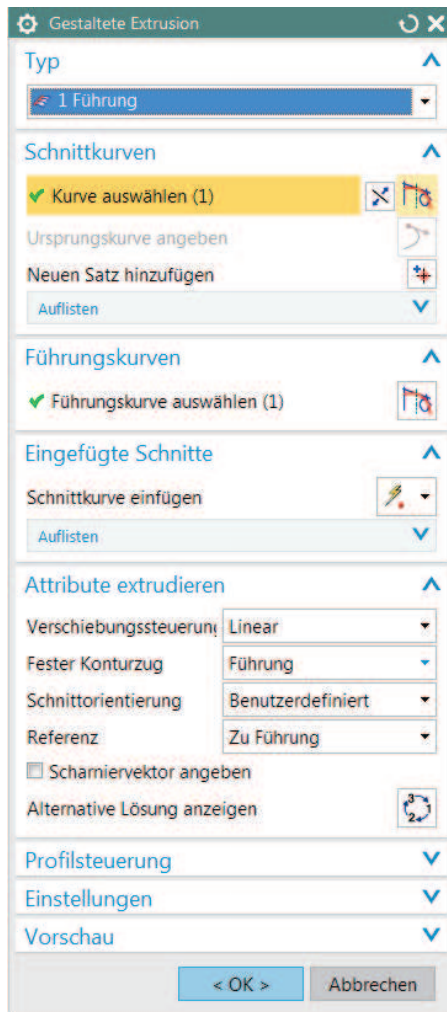 Gestaltete Extrusion
Typ
1 Führung
Schnittkurven
Kurve auswählen (1)
Ursprungskurve angeben
Neuen Satz hinzufügen
Auflisten
Führungskurven
Führungskurve auswählen (1)
Eingefügte Schnitte
Schnittkurve einfügen
Auflisten
Attribute extrudieren
Verschiebungssteuerung Linear
Fester Konturzug Führung
Schnittorientierung Benutzerdefiniert
Referenz Zu Führung
Scharniervektor angeben
Alternative Lösung anzeigen
Profilsteuerung
Einstellungen
Vorschau
< OK > Abbrechen